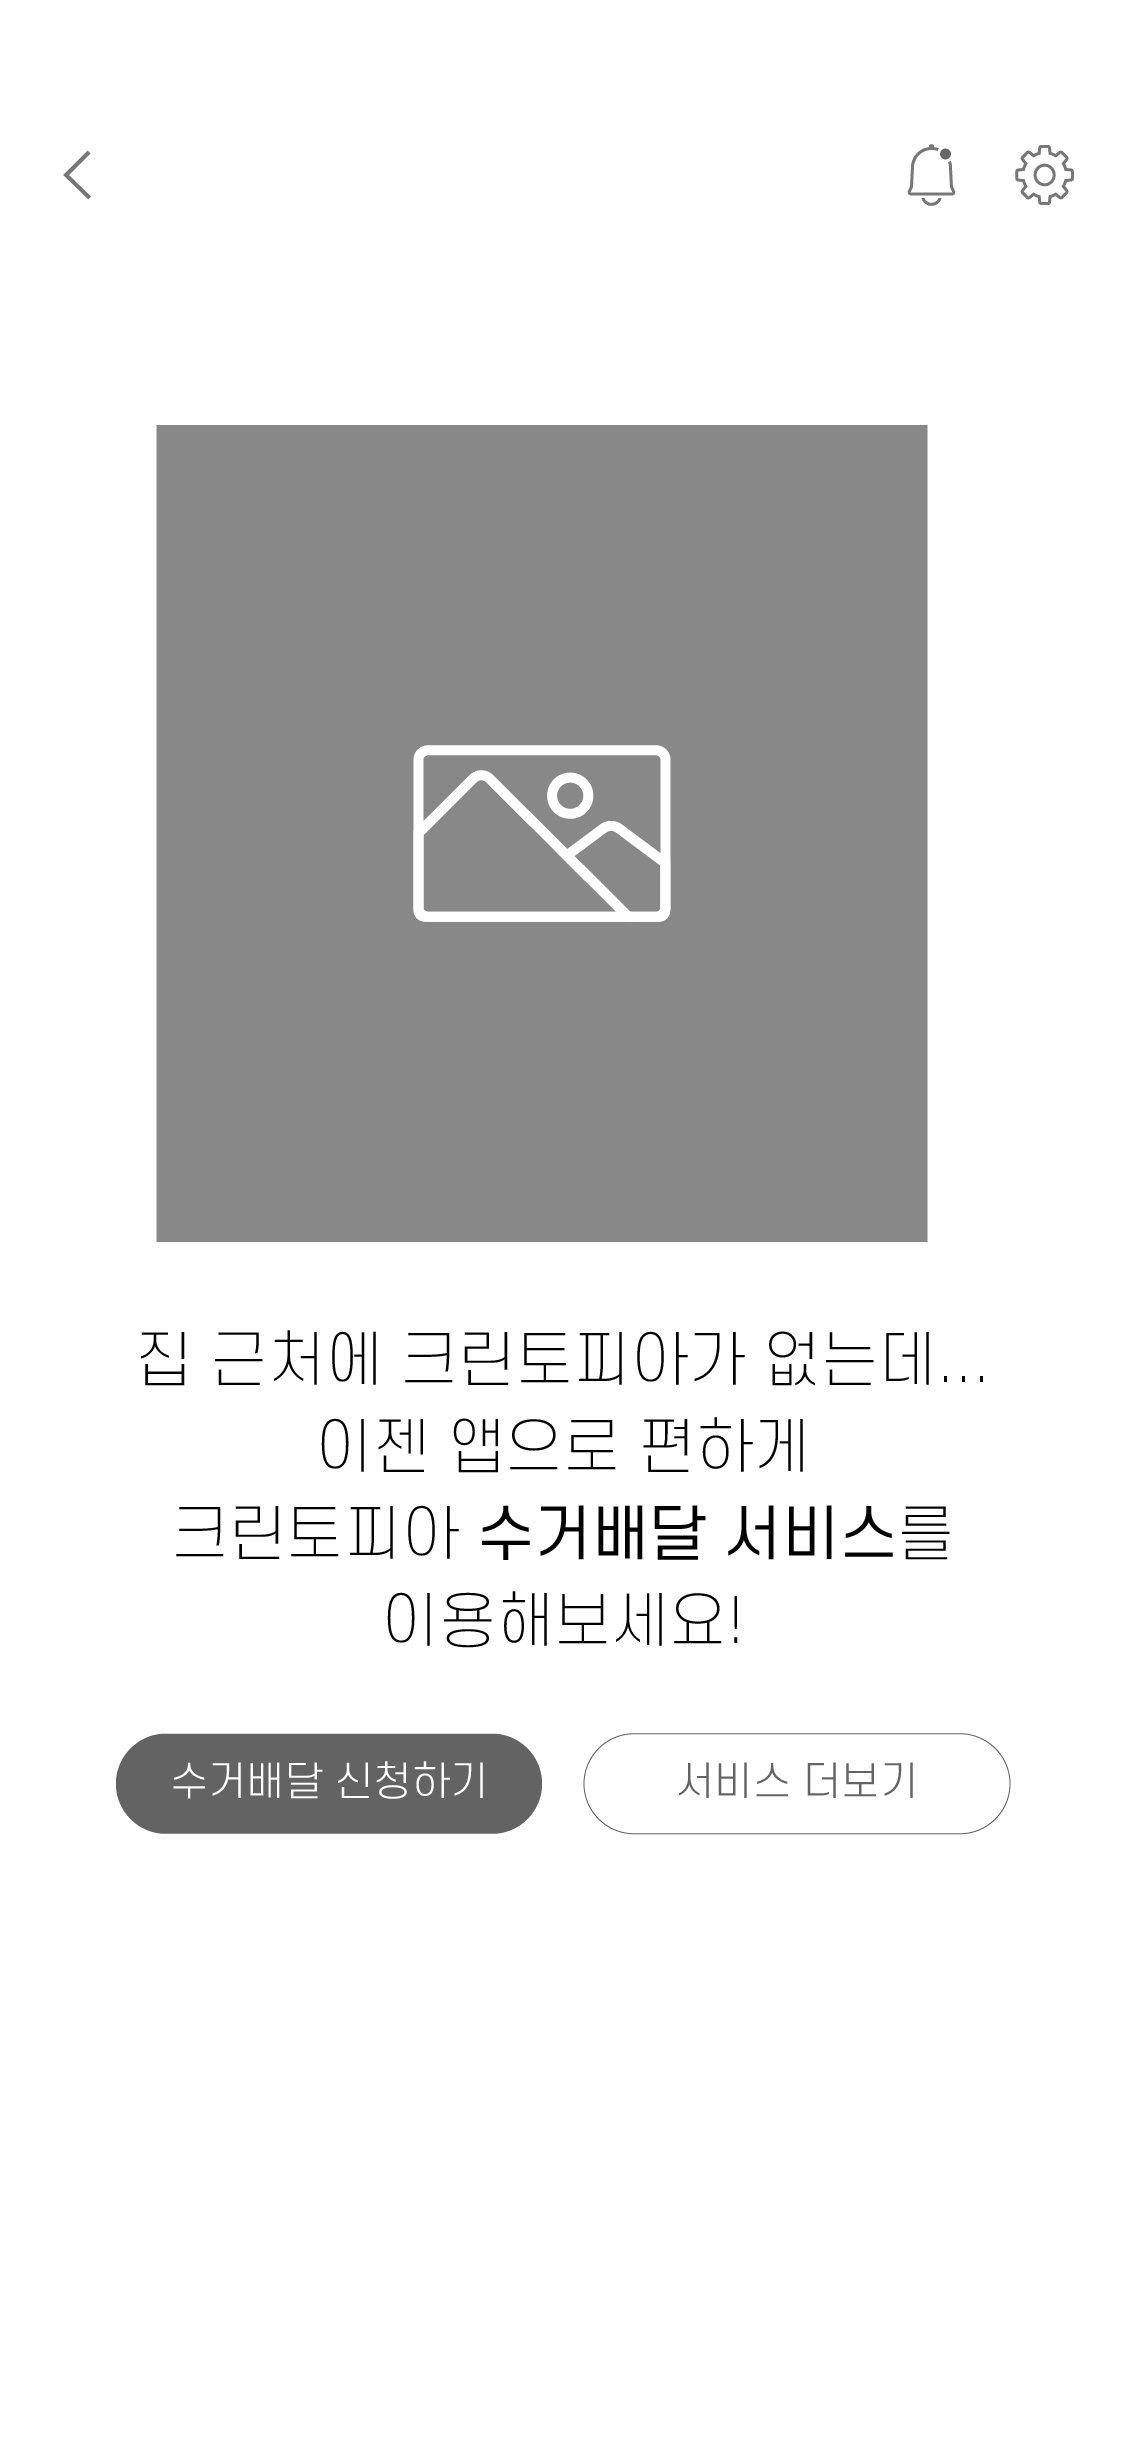 집 근처에 크린토피아가 없는데...
이젠 앱으로 편하게
크린토피아 수거배달 서비스를
이용해보세요!
수거배달 신청하기
서비스 더보기